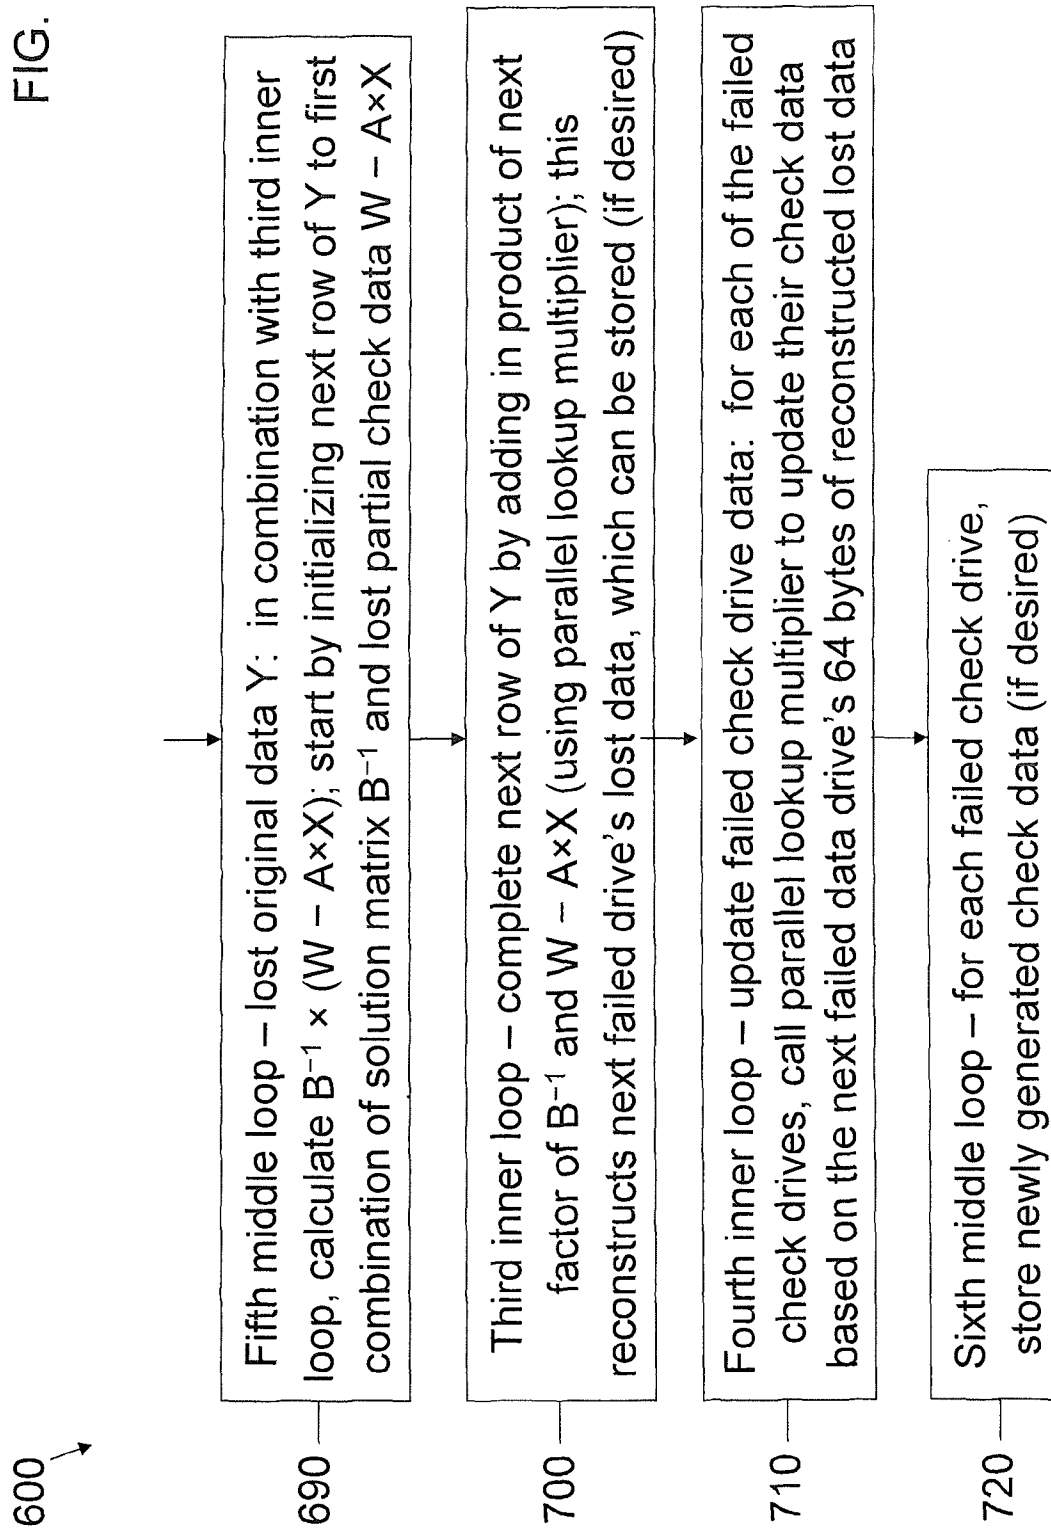 FIG.
600
690
Fifth middle loop – lost original data Y: in combination with third inner
loop, calculate B⁻¹ × (W – A×X); start by initializing next row of Y to first
combination of solution matrix B⁻¹ and lost partial check data W – A×X
700
Third inner loop – complete next row of Y by adding in product of next
factor of B⁻¹ and W – A×X (using parallel lookup multiplier); this
reconstructs next failed drive's lost data, which can be stored (if desired)
710
Fourth inner loop – update failed check drive data: for each of the failed
check drives, call parallel lookup multiplier to update their check data
based on the next failed data drive's 64 bytes of reconstructed lost data
720
Sixth middle loop – for each failed check drive,
store newly generated check data (if desired)